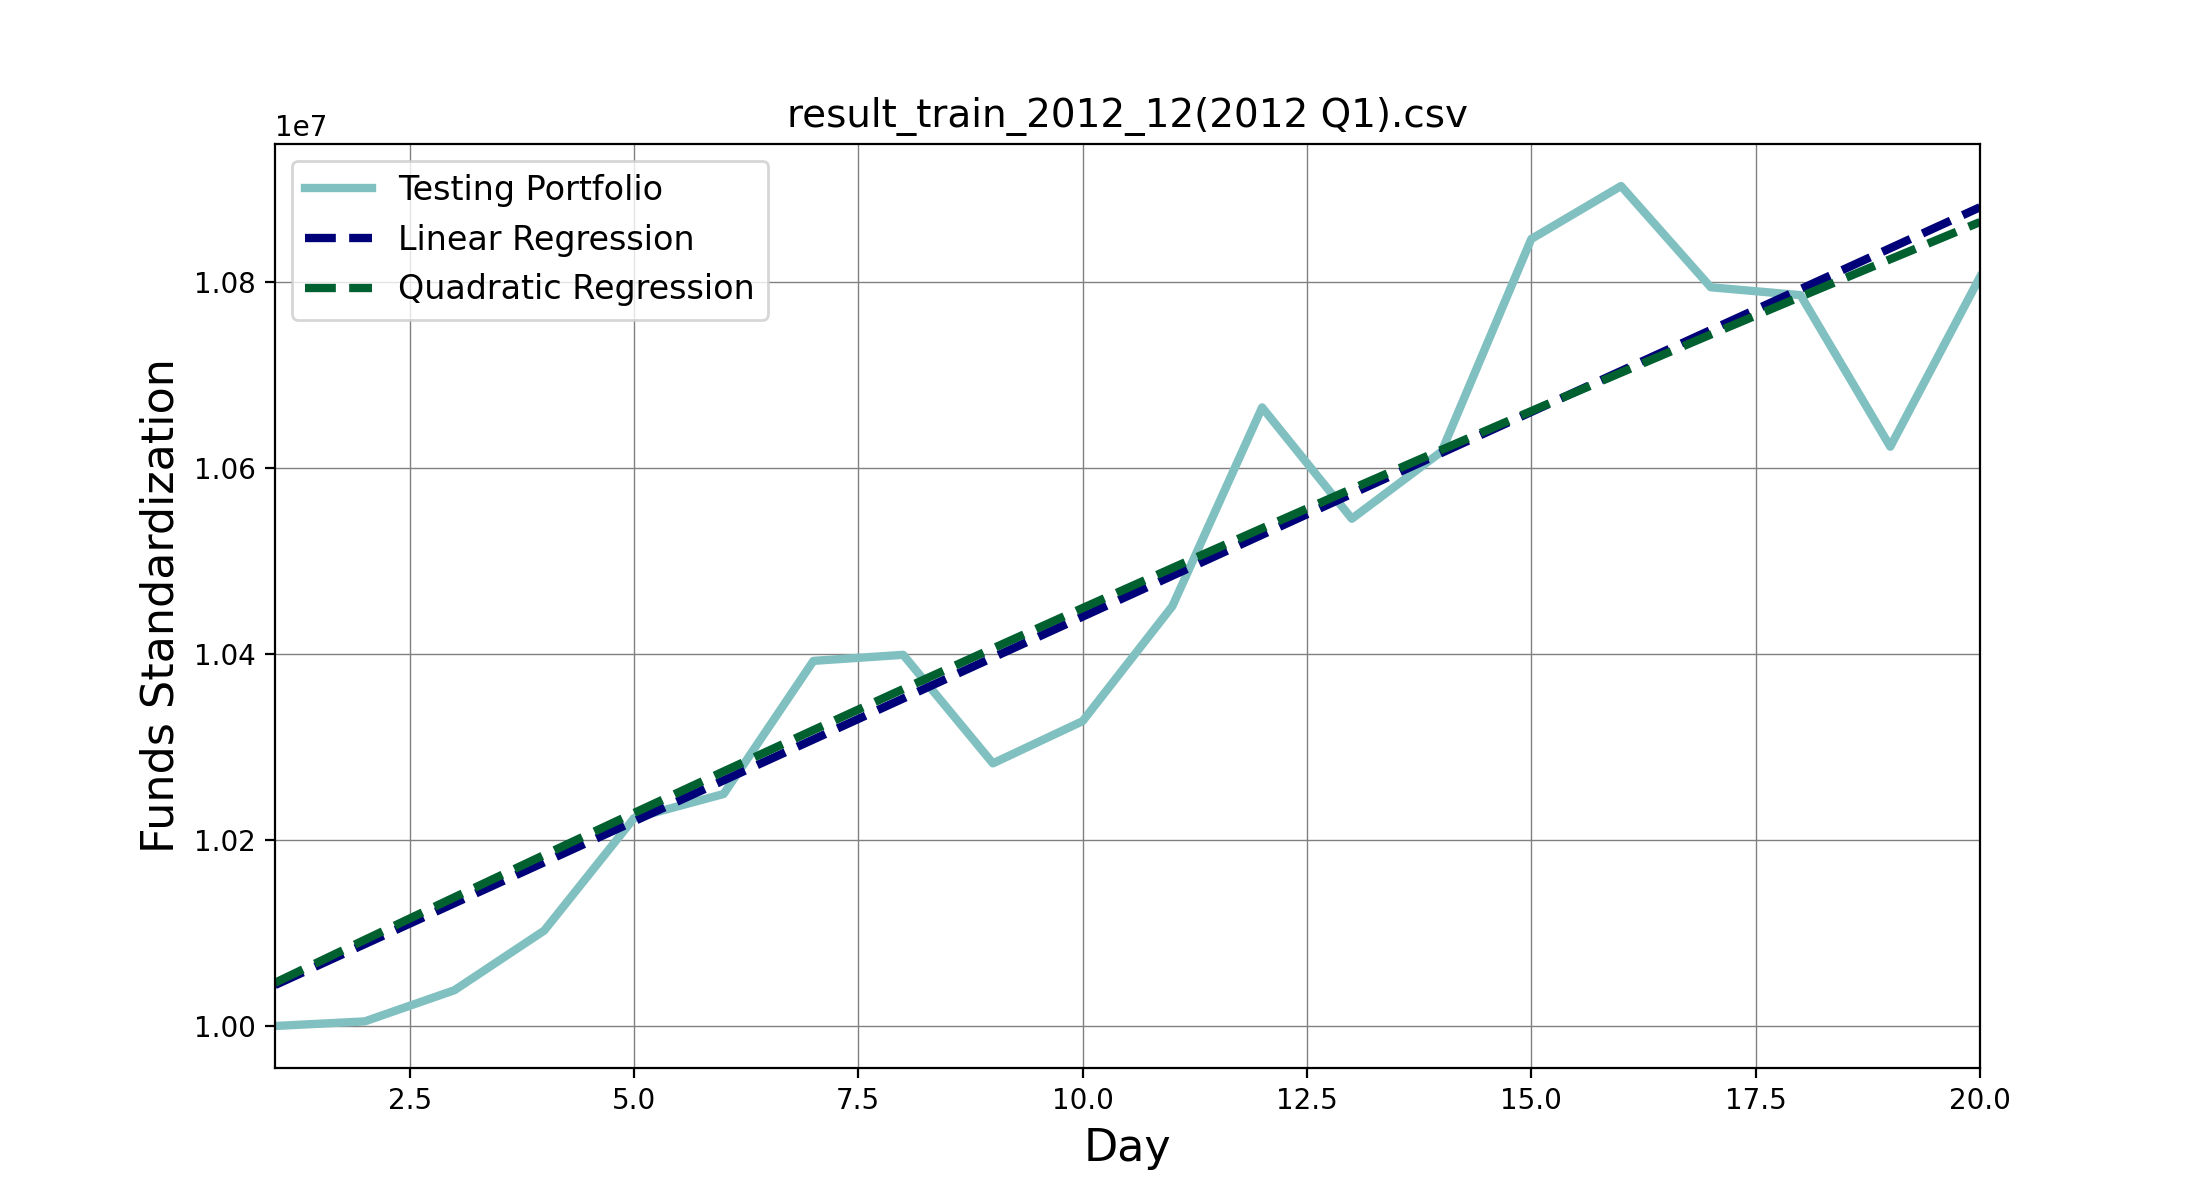 result_train_2012_12(2012 Q1).csv
1e7
Testing Portfolio
Linear Regression
Quadratic Regression
1.08
1.06
1.04
1.02
1.00
Funds Standardization
2.5 5.0 7.5 10.0 12.5 15.0 17.5 20.0
Day